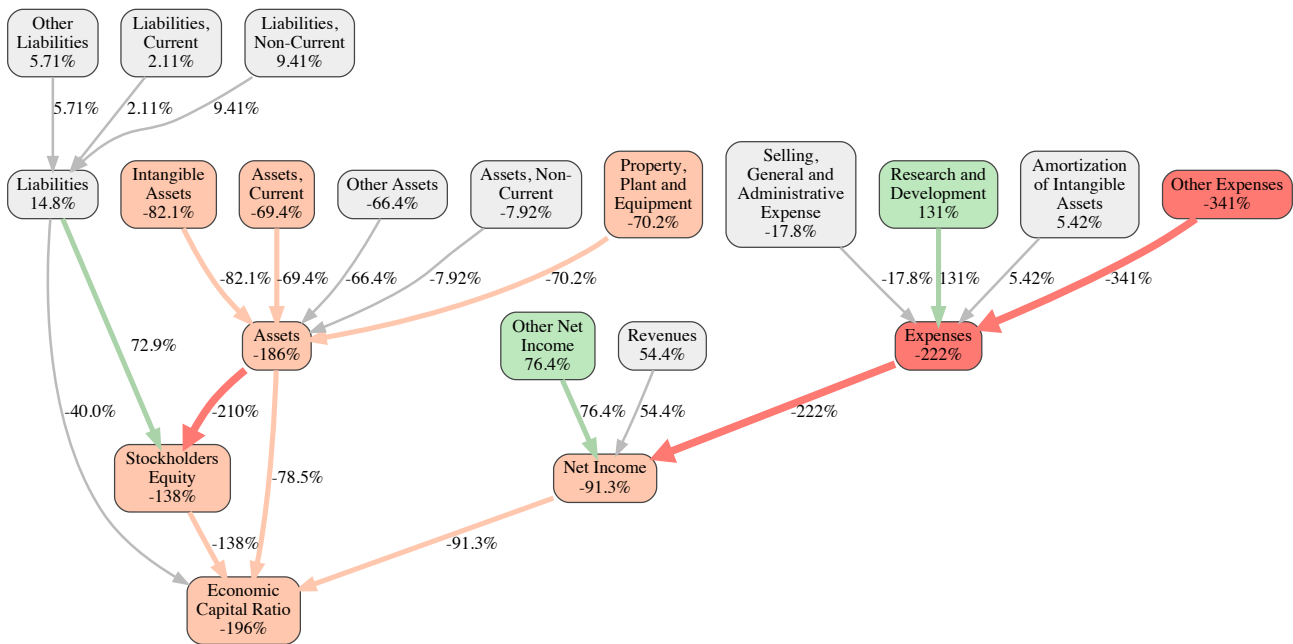 Other
Liabilities
5.71%
Liabilities,
Current
2.11%
Liabilities,
Non-Current
9.41%
5.71%
2.11%
9.41%
Liabilities
14.8%
Intangible
Assets
-82.1%
Assets,
Current
-69.4%
Other Assets
-66.4%
Assets, Non-
Current
-7.92%
Property,
Plant and
Equipment
-70.2%
Selling,
General and
Administrative
Expense
-17.8%
Research and
Development
131%
Amortization
of Intangible
Assets
5.42%
Other Expenses
-341%
-82.1%
-69.4%
-66.4%
-7.92%
-70.2%
-17.8%
131%
5.42%
-341%
72.9%
Assets
-186%
Other Net
Income
76.4%
Revenues
54.4%
Expenses
-222%
-40.0%
-210%
76.4%
54.4%
-222%
Stockholders
Equity
-138%
-78.5%
Net Income
-91.3%
-138%
-91.3%
Economic
Capital Ratio
-196%